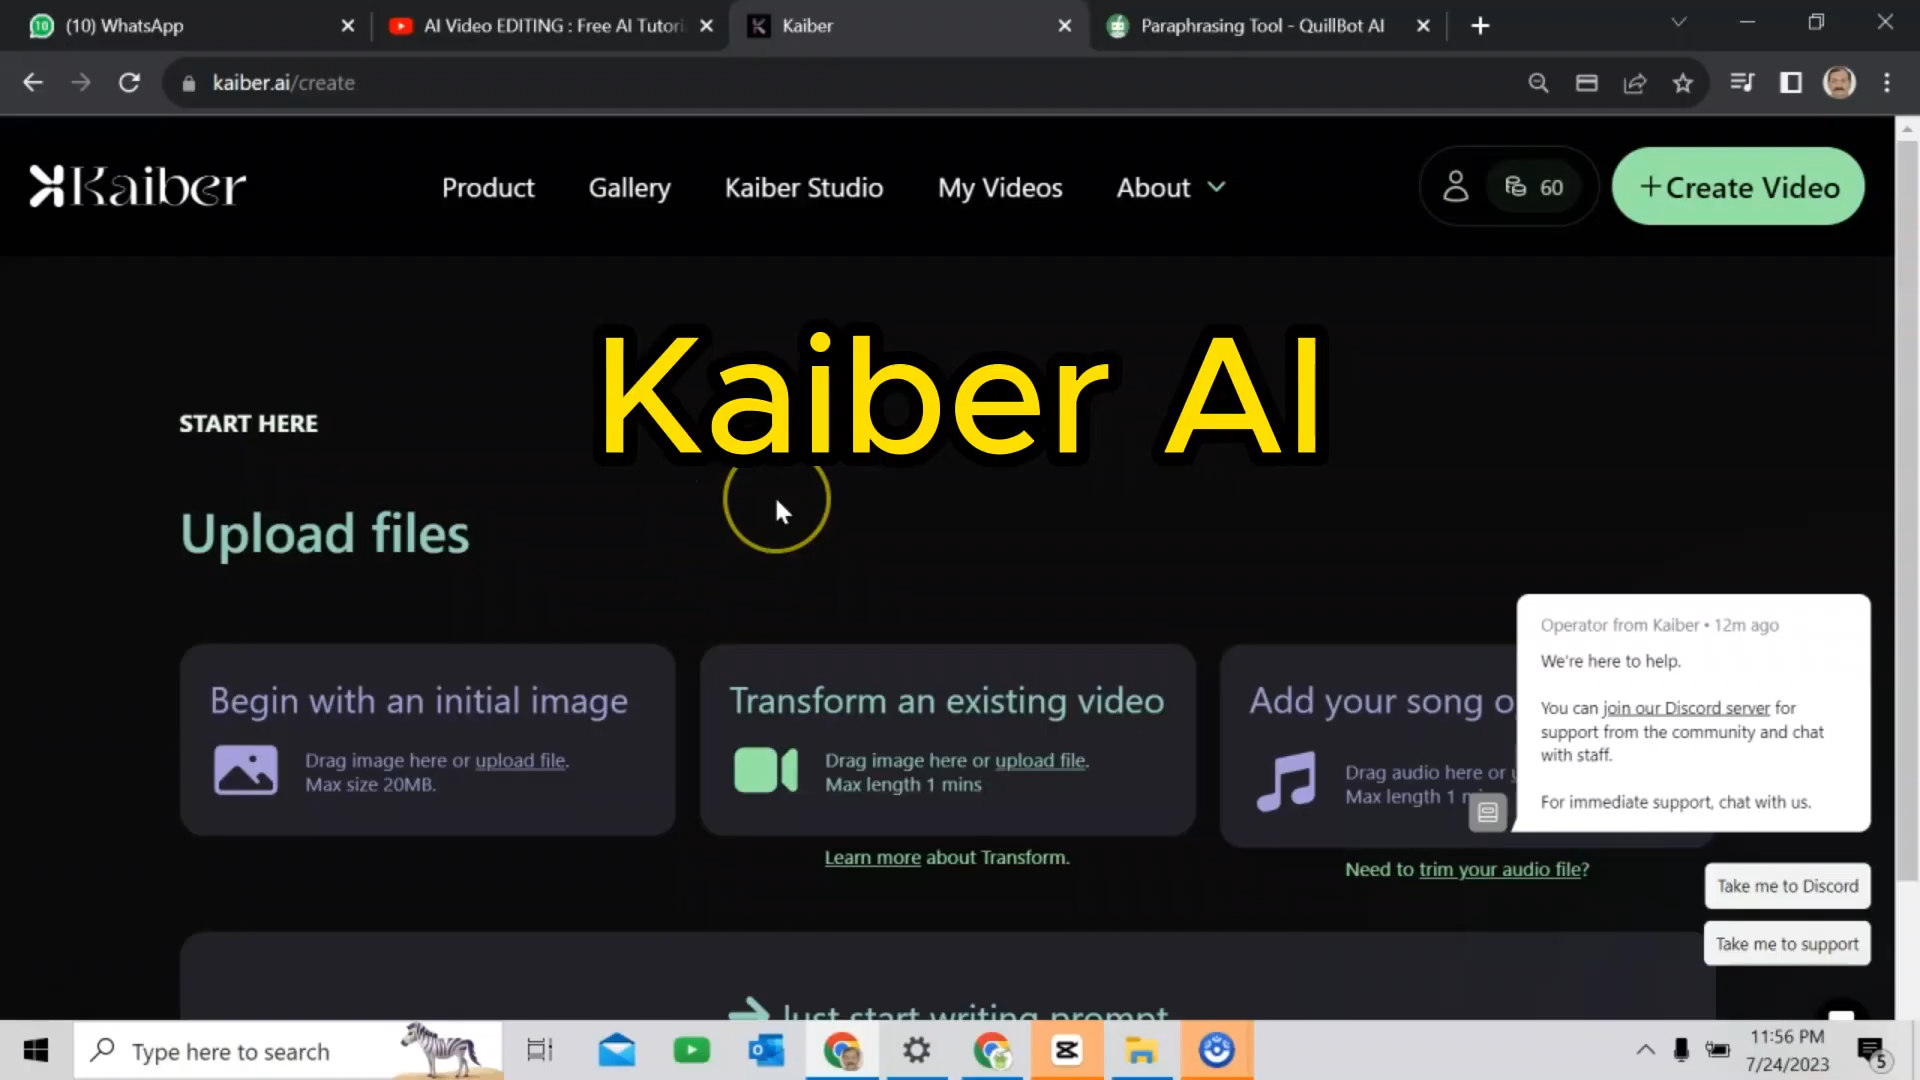 (10) WhatsApp
AI Video EDITING : Free AI Tutori
Kaiber
Paraphrasing Tool - QuillBot AI
kaiber.ai/create
Kaiber
Product
Gallery
Kaiber Studio
My Videos
About
60
+Create Video
Kaiber AI
START HERE
Upload files
Begin with an initial image
Drag image here or upload file.
Max size 20MB.
Transform an existing video
Drag image here or upload file.
Max length 1 mins
Learn more about Transform.
Add your song o
Drag audio here or
Max length 1
Need to trim your audio file?
Operator from Kaiber • 12m ago
We're here to help.
You can join our Discord server for
support from the community and chat
with staff.
For immediate support, chat with us.
Take me to Discord
Take me to support
Just start writing prompt
Type here to search
11:56 PM
7/24/2023
5